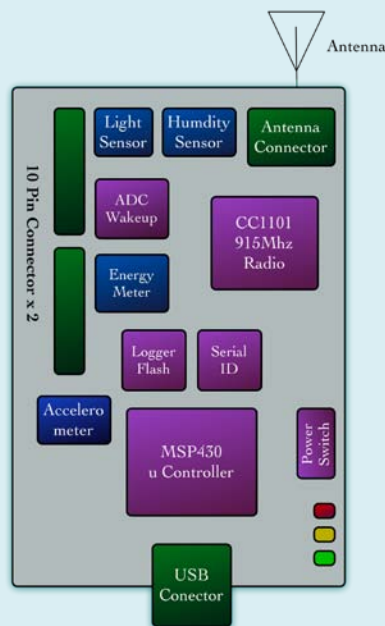 Antenna
Light
Sensor
Humdity
Sensor
Antenna
Connector
10 Pin Connector x 2
ADC
Wakeup
CC1101
915Mhz
Radio
Energy
Meter
Logger
Flash
Serial
ID
Accelero
meter
MSP430
u Controller
Power
Switch
USB
Conector